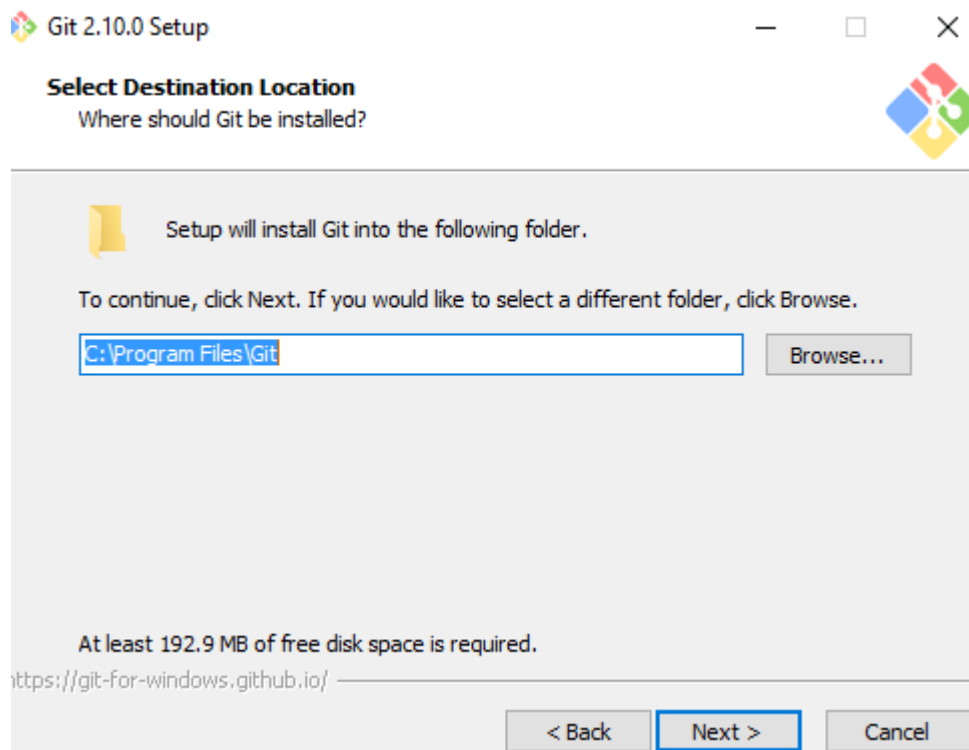 Git 2.10.0 Setup
Select Destination Location
Where should Git be installed?
Setup will install Git into the following folder.
To continue, click Next. If you would like to select a different folder, click Browse.
C:\Program Files\Git
Browse...
At least 192.9 MB of free disk space is required.
ttps://git-for-windows.github.io/
< Back
Next >
Cancel